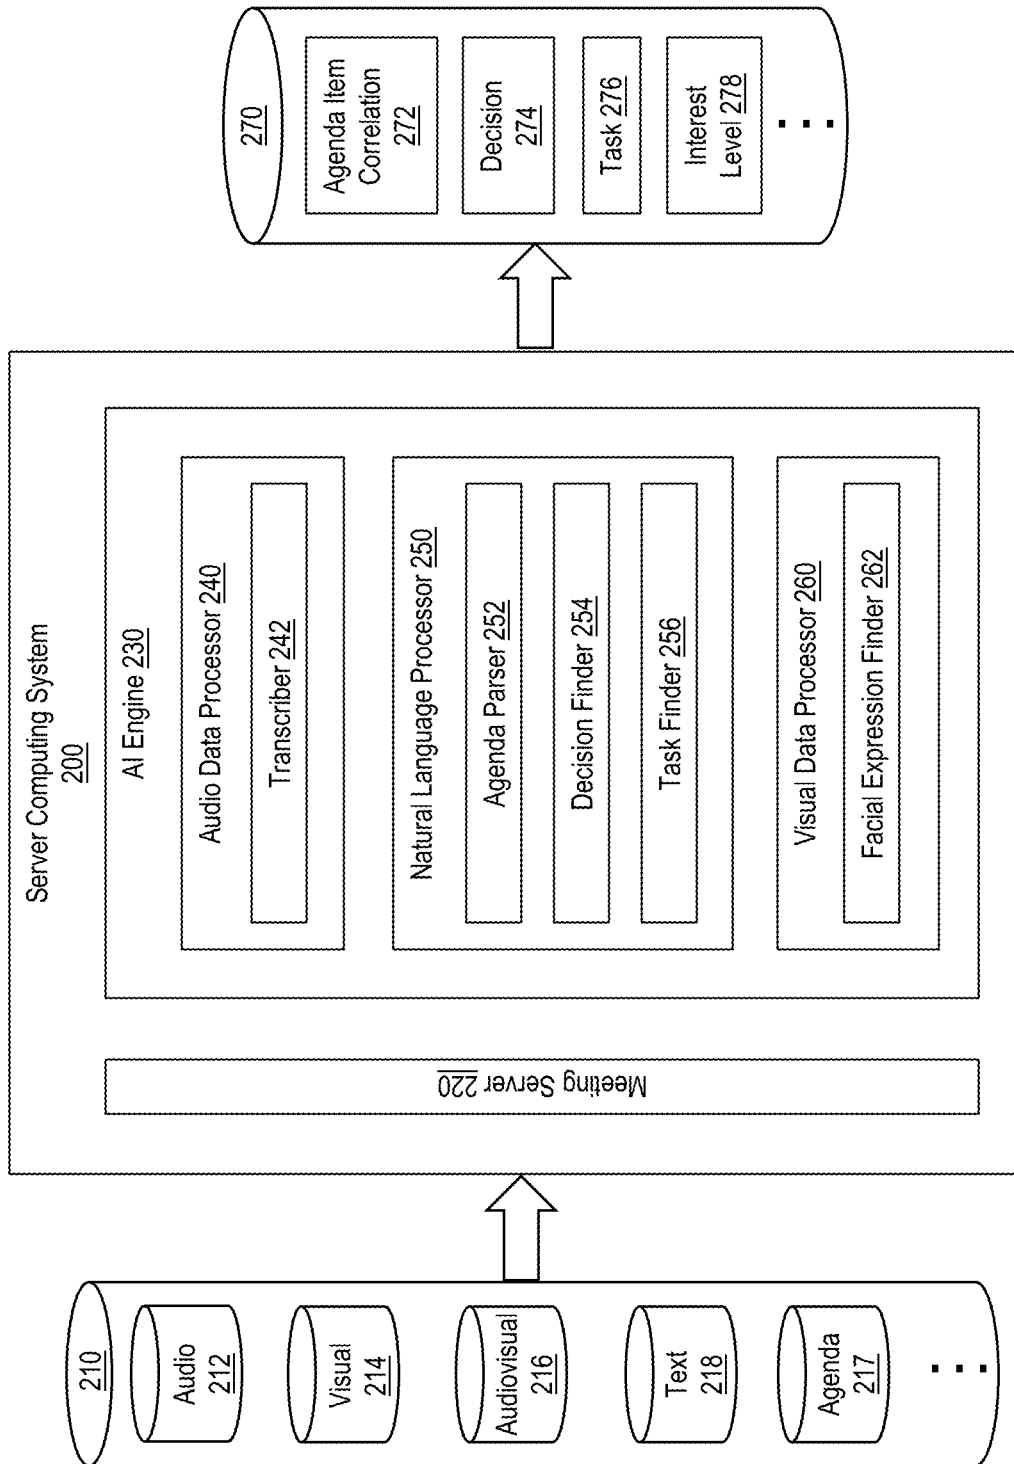 210
Audio
212
Visual
214
Audiovisual
216
Text
218
Agenda
217
Server Computing System
200
Meeting Server 220
AI Engine 230
Audio Data Processor 240
Transcriber 242
Natural Language Processor 250
Agenda Parser 252
Decision Finder 254
Task Finder 256
Visual Data Processor 260
Facial Expression Finder 262
270
Agenda Item
Correlation
272
Decision
274
Task 276
Interest
Level 278